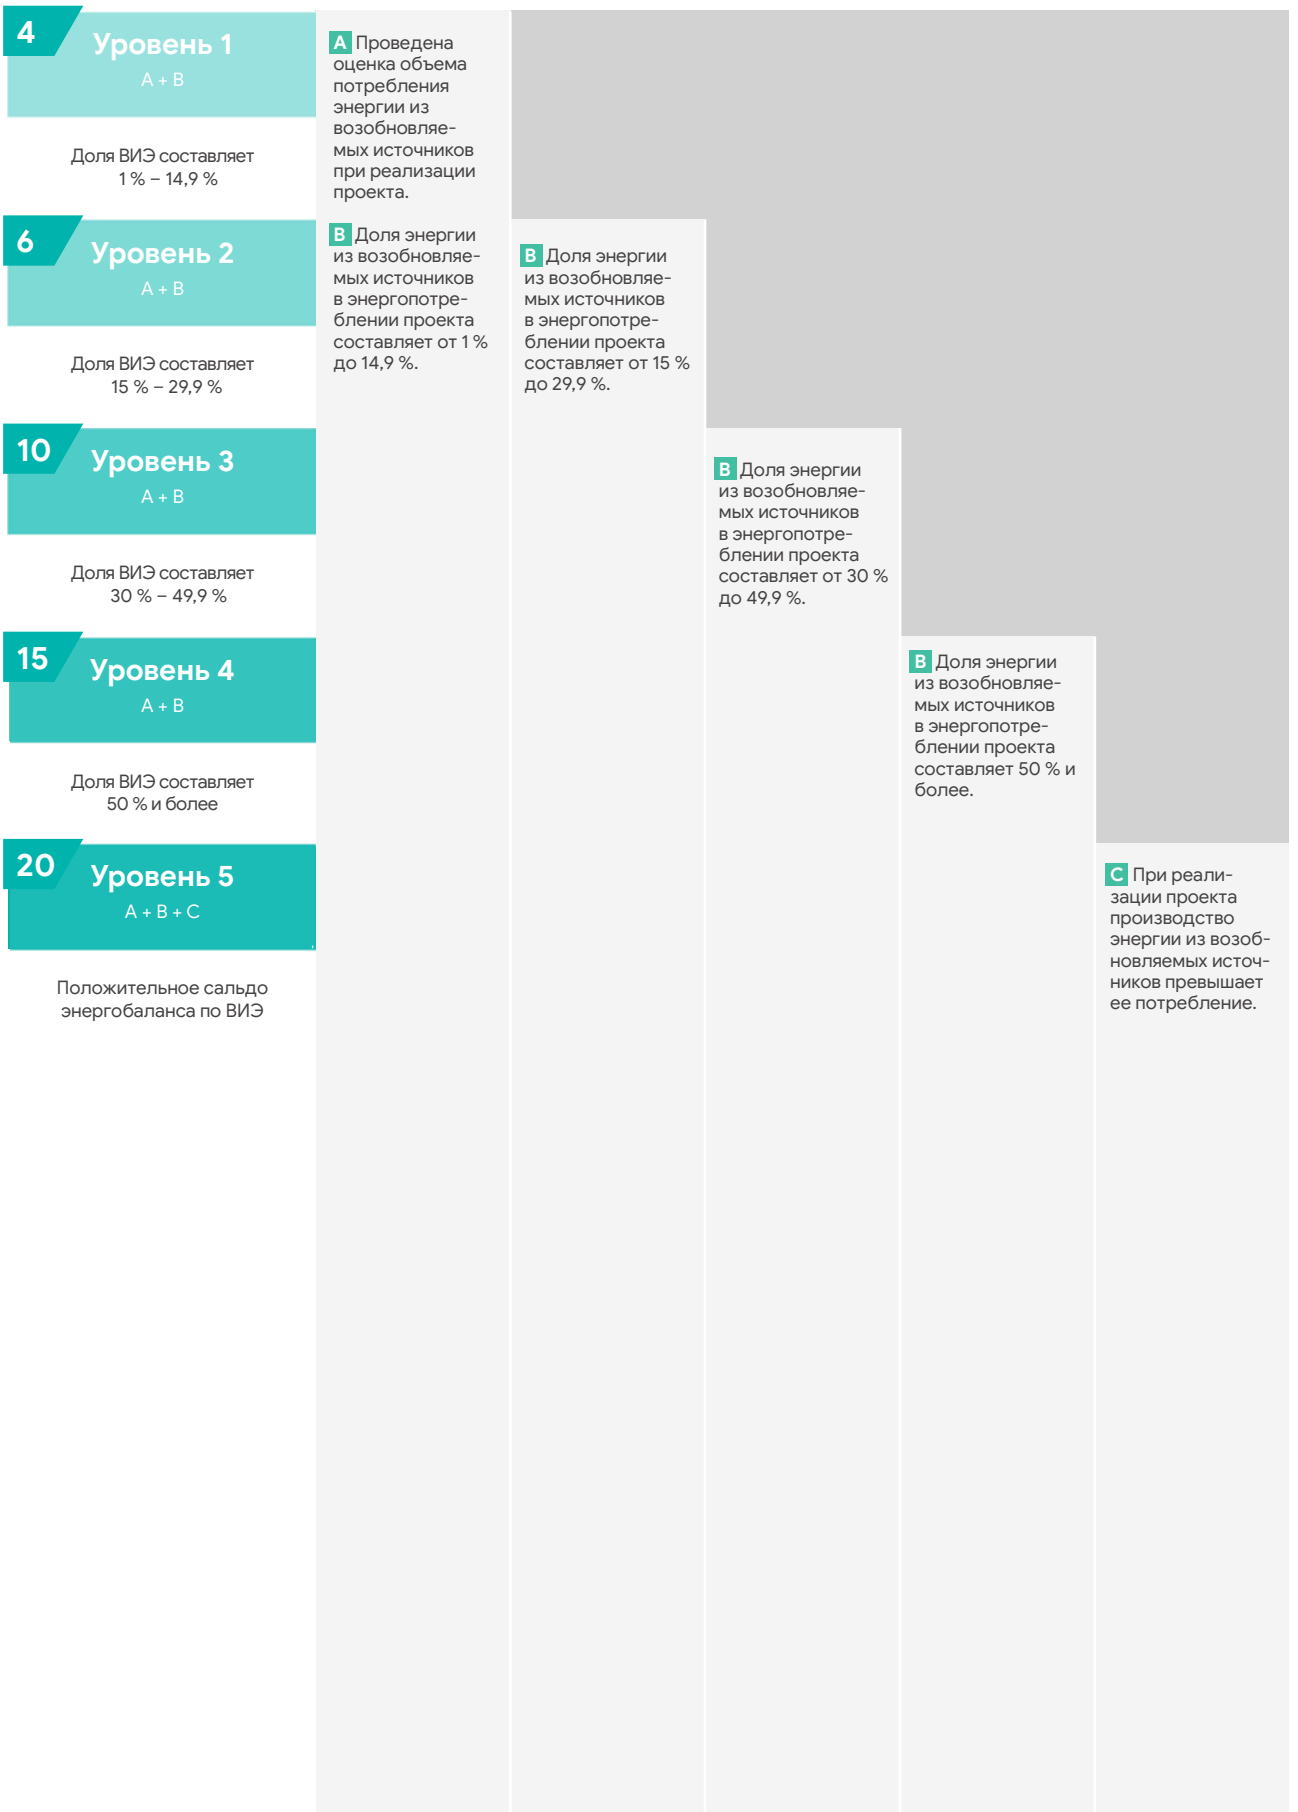 4
Уровень 1
A + B
Доля ВИЭ составляет
1 % – 14,9 %
6
Уровень 2
A + B
Доля ВИЭ составляет
15 % – 29,9 %
10
Уровень 3
A + B
Доля ВИЭ составляет
30 % – 49,9 %
15
Уровень 4
A + B
Доля ВИЭ составляет
50 % и более
20
Уровень 5
A + B + C
Положительное сальдо
энергобаланса по ВИЭ
A Проведена
оценка объема
потребления
энергии из
возобновляе-
мых источников
при реализации
проекта.
B Доля энергии
из возобновляе-
мых источников
в энергопотре-
блении проекта
составляет от 1 %
до 14,9 %.
B Доля энергии
из возобновляе-
мых источников
в энергопотре-
блении проекта
составляет от 15 %
до 29,9 %.
B Доля энергии
из возобновляе-
мых источников
в энергопотре-
блении проекта
составляет от 30 %
до 49,9 %.
B Доля энергии
из возобновляе-
мых источников
в энергопотре-
блении проекта
составляет 50 % и
более.
C При реали-
зации проекта
производство
энергии из возоб-
новляемых источ-
ников превышает
ее потребление.